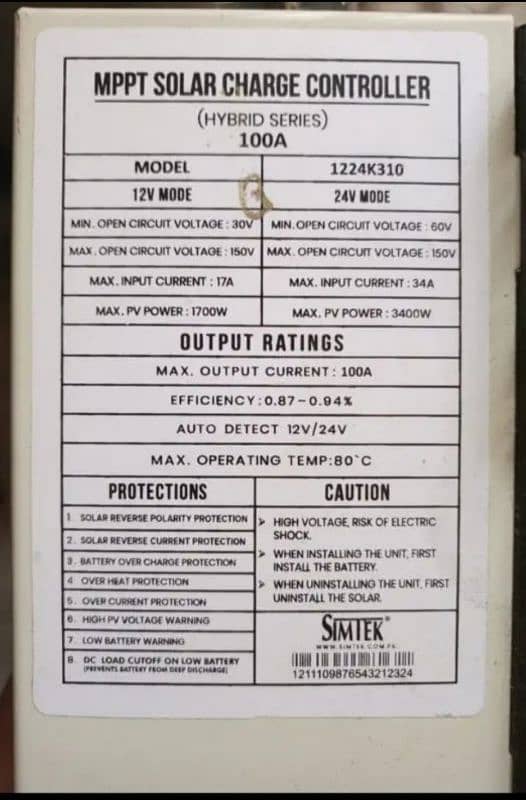 MPPT SOLAR CHARGE CONTROLLER
(HYBRID SERIES)
100A
MODEL 1224K310
12V MODE 24V MODE
MIN. OPEN CIRCUIT VOLTAGE : 30V MIN. OPEN CIRCUIT VOLTAGE : 60V
MAX. OPEN CIRCUIT VOLTAGE : 150V MAX. OPEN CIRCUIT VOLTAGE : 150V
MAX. INPUT CURRENT : 17A MAX. INPUT CURRENT : 34A
MAX. PV POWER : 1700W MAX. PV POWER : 3400W
OUTPUT RATINGS
MAX. OUTPUT CURRENT : 100A
EFFICIENCY : 0.87 – 0.94%
AUTO DETECT 12V/24V
MAX. OPERATING TEMP:80`C
PROTECTIONS
1. SOLAR REVERSE POLARITY PROTECTION
2. SOLAR REVERSE CURRENT PROTECTION
3. BATTERY OVER CHARGE PROTECTION
4 OVER HEAT PROTECTION
5. OVER CURRENT PROTECTION
6. HIGH PV VOLTAGE WARNING
7. LOW BATTERY WARNING
8. DC LOAD CUTOFF ON LOW BATTERY
(PREVENTS BATTERY FROM DEEP DISCHARGE)
CAUTION
➤ HIGH VOLTAGE, RISK OF ELECTRIC
SHOCK.
➤ WHEN INSTALLING THE UNIT, FIRST
INSTALL THE BATTERY.
➤ WHEN UNINSTALLING THE UNIT, FIRST
UNINSTALL THE SOLAR.
SIMTEK®
WWW.SIMTEK.COM.PK
1211109876543212324